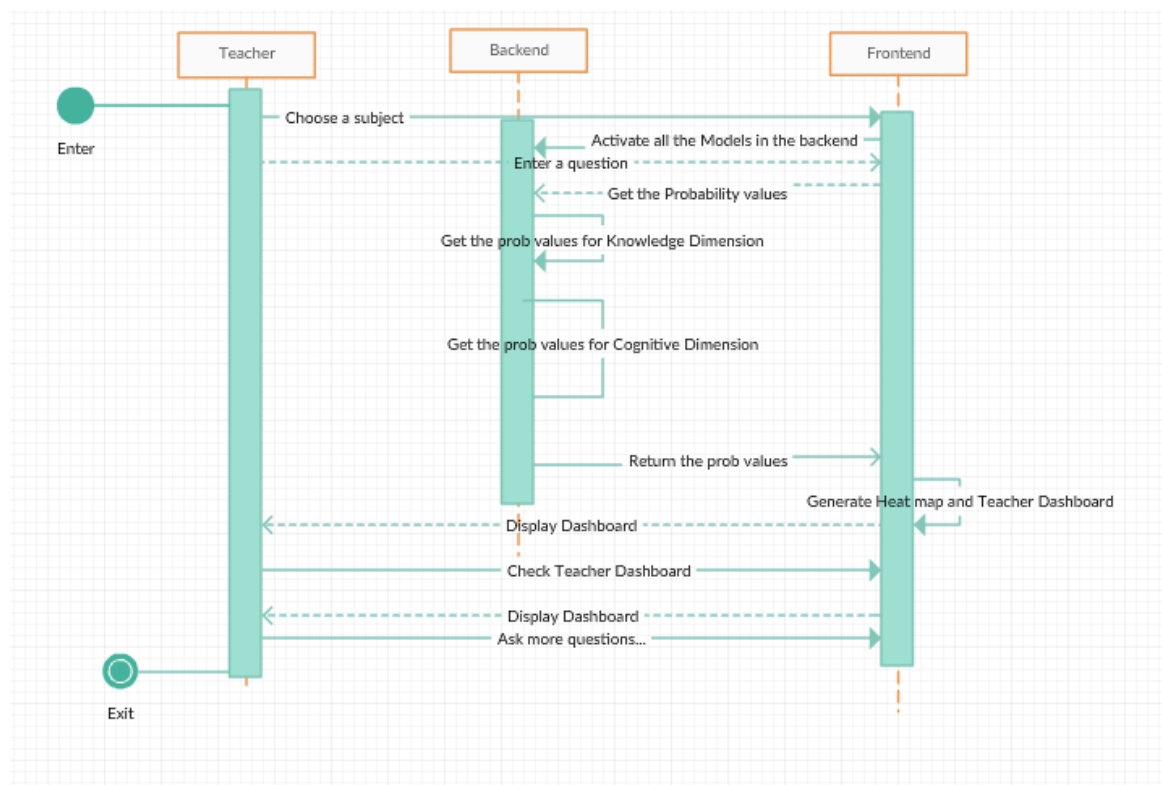 Teacher
Backend
Frontend
Enter
Choose a subject
Activate all the Models in the backend
Enter a question
Get the Probability values
Get the prob values for Knowledge Dimension
Get the prob values for Cognitive Dimension
Return the prob values
Generate Heat map and Teacher Dashboard
Display Dashboard
Check Teacher Dashboard
Display Dashboard
Ask more questions...
Exit